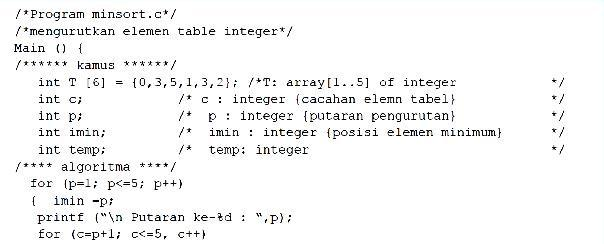 /*Program minsort.c*/
/*mengurutkan elemen table integer*/
Main () {
/****** kamus ******/
int T [6] = {0,3,5,1,3,2}; /*T: array[1..5] of integer */
int c; /* c : integer {cacahan elemn tabel} */
int p; /* p : integer {putaran pengurutan} */
int imin; /* imin : integer {posisi elemen minimum} */
int temp; /* temp: integer */
/**** algoritma ****/
for (p=1; p<=5; p++)
{ imin =p;
printf ("\n Putaran ke-%d : ",p);
for (c=p+1; c<=5, c++)